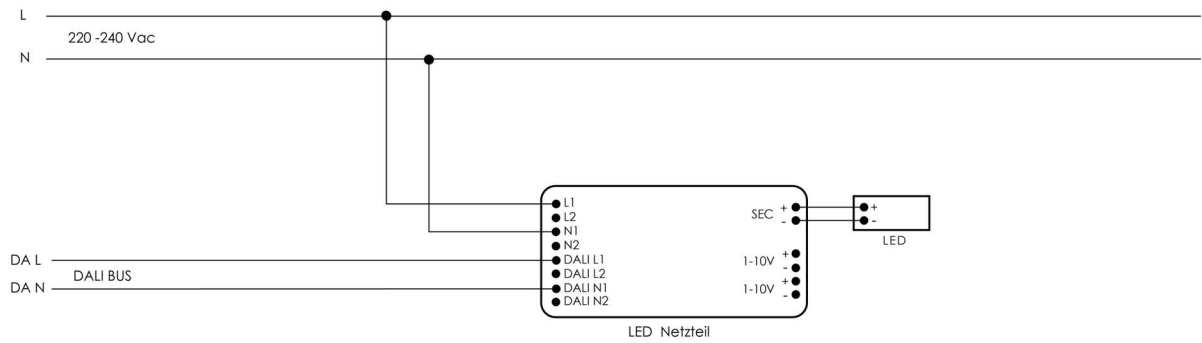 L
220 -240 Vac
N
L1
L2
N1
N2
DALI L1
DALI L2
DALI N1
DALI N2
SEC + -
1-10V + -
1-10V + -
+
-
LED
DA L
DALI BUS
DA N
LED Netzteil